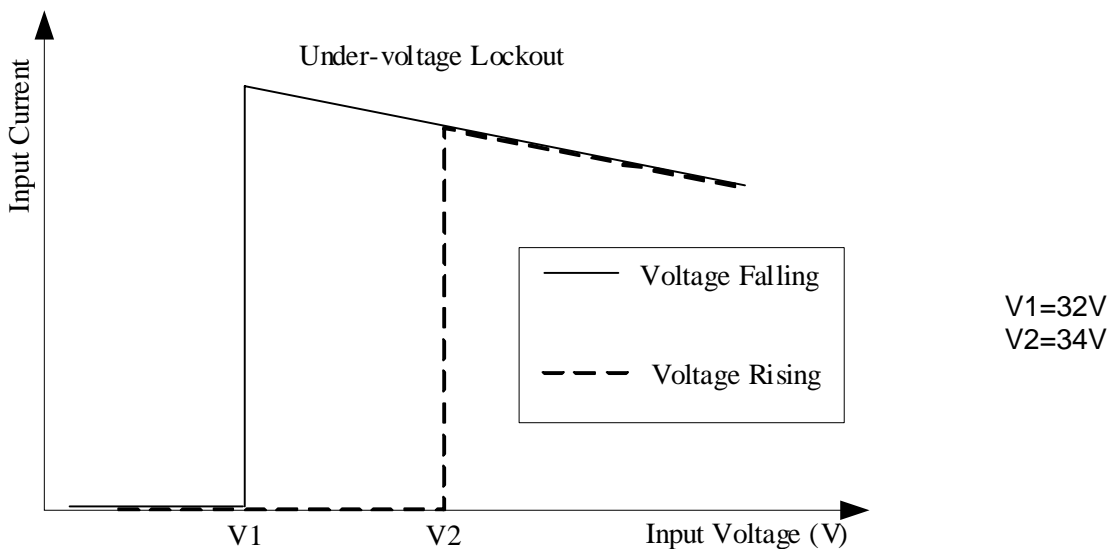 Under-voltage Lockout
Input Current
Voltage Falling
Voltage Rising
V1=32V
V2=34V
V1
V2
Input Voltage (V)